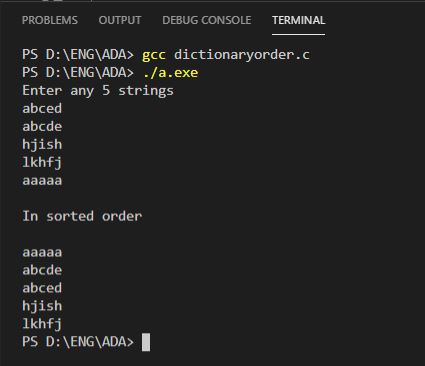 PROBLEMS OUTPUT DEBUG CONSOLE TERMINAL
PS D:\ENG\ADA> gcc dictionaryorder.c
PS D:\ENG\ADA> ./a.exe
Enter any 5 strings
abced
abcde
hjish
lkhfj
aaaaa
In sorted order
aaaaa
abcde
abced
hjish
lkhfj
PS D:\ENG\ADA>